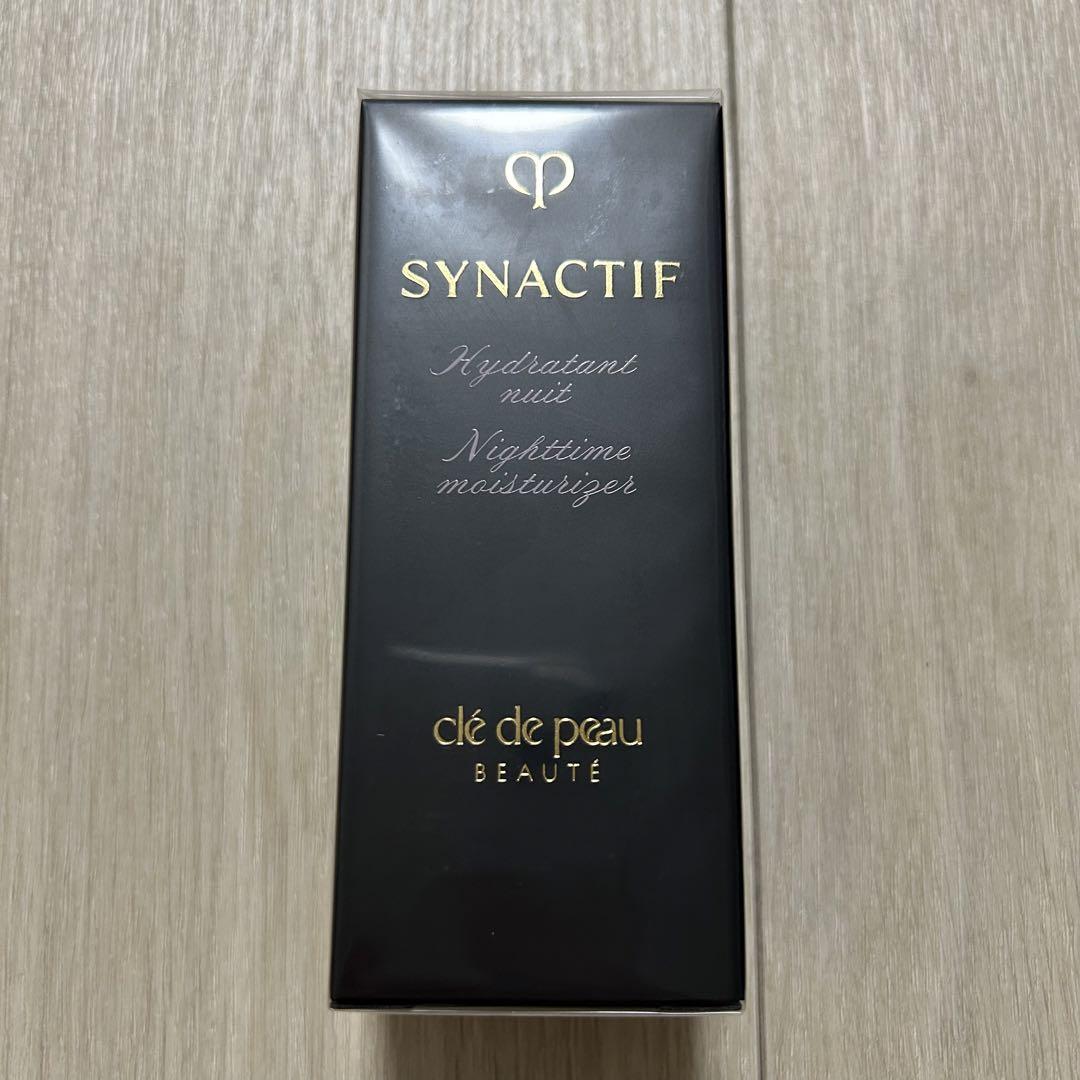 SYNACTIF
Hydratant
nuit
Nighttime
moisturizer
clé de peau
BEAUTÉ